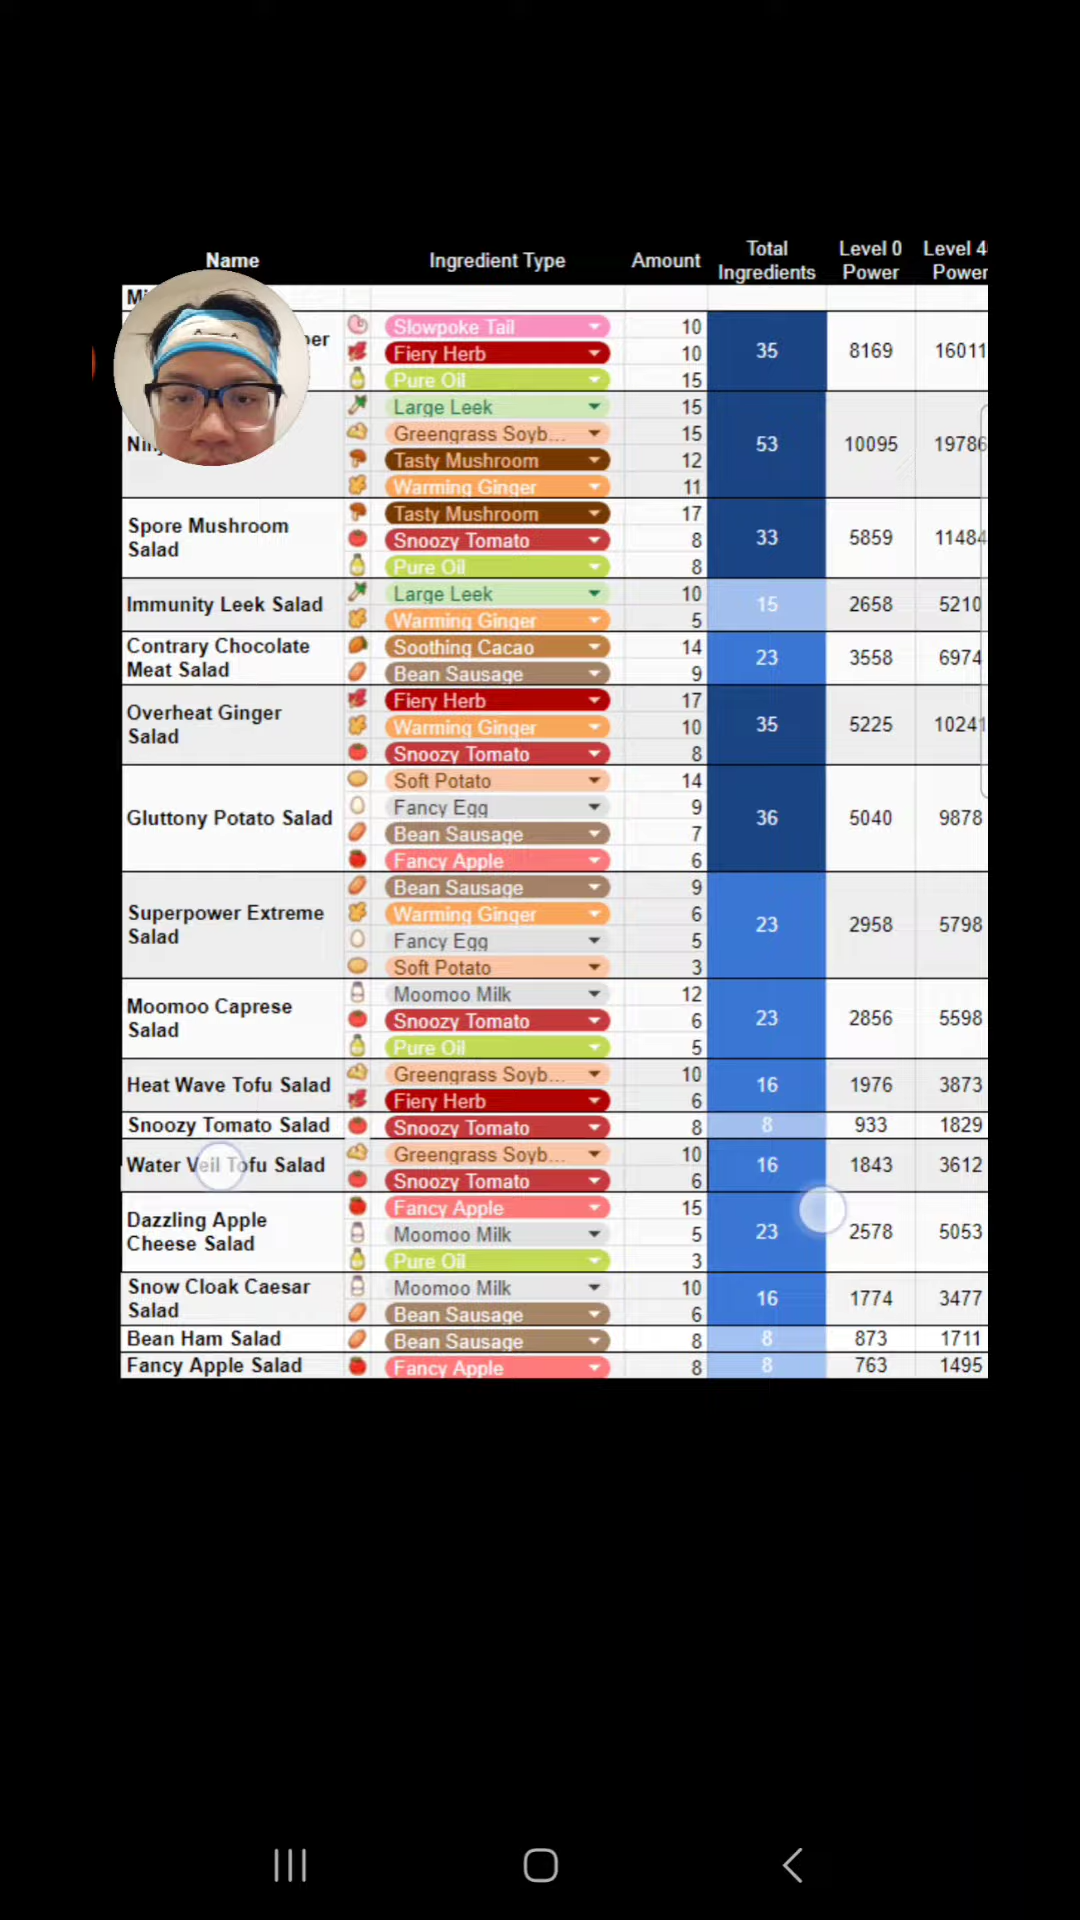 Name Ingredient Type Amount Total Ingredients Level 0 Power Level 4 Power
Mi
per
Slowpoke Tail 10
Fiery Herb 10 35 8169 16011
Pure Oil 15
Large Leek 15
Greengrass Soyb... 15
Nin 53 10095 19786
Tasty Mushroom 12
Warming Ginger 11
Tasty Mushroom 17
Spore Mushroom Salad Snoozy Tomato 8 33 5859 11484
Pure Oil 8
Immunity Leek Salad Large Leek 10 15 2658 5210
Warming Ginger 5
Contrary Chocolate Meat Salad Soothing Cacao 14 23 3558 6974
Bean Sausage 9
Fiery Herb 17
Overheat Ginger Salad Warming Ginger 10 35 5225 10241
Snoozy Tomato 8
Soft Potato 14
Fancy Egg 9
Gluttony Potato Salad 36 5040 9878
Bean Sausage 7
Fancy Apple 6
Bean Sausage 9
Superpower Extreme Salad Warming Ginger 6 23 2958 5798
Fancy Egg 5
Soft Potato 3
Moomoo Milk 12
Moomoo Caprese Salad Snoozy Tomato 6 23 2856 5598
Pure Oil 5
Heat Wave Tofu Salad Greengrass Soyb... 10 16 1976 3873
Fiery Herb 6
Snoozy Tomato Salad Snoozy Tomato 8 8 933 1829
Water Veil Tofu Salad Greengrass Soyb... 10 16 1843 3612
Snoozy Tomato 6
Fancy Apple 15
Dazzling Apple Cheese Salad Moomoo Milk 5 23 2578 5053
Pure Oil 3
Snow Cloak Caesar Salad Moomoo Milk 10 16 1774 3477
Bean Sausage 6
Bean Ham Salad Bean Sausage 8 8 873 1711
Fancy Apple Salad Fancy Apple 8 8 763 1495